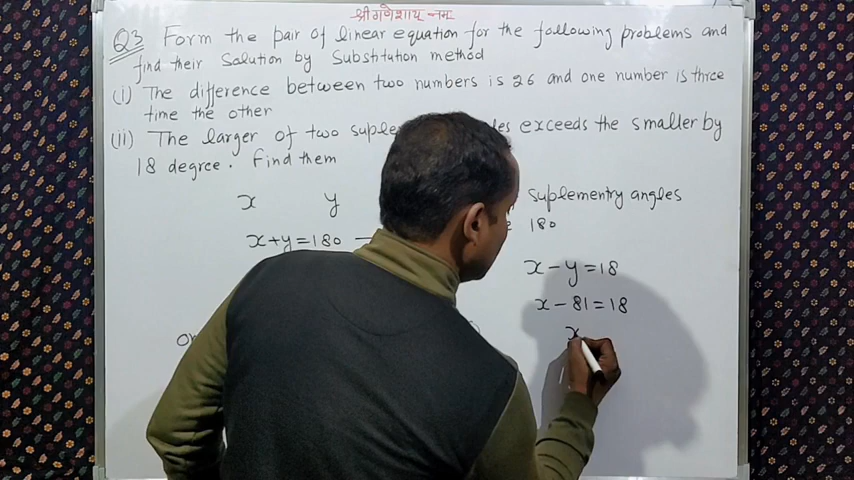 श्री गणेशाय नमः
Q3 Form the pair of linear equation for the following problems and
find their Solution by Substitution method
(i) The difference between two numbers is 26 and one number is three
time the other
(ii) The larger of two exceeds the smaller by
18 degree. Find them
x y suplementry angles
180
x+y=180
x-y=18
x-81=18
x